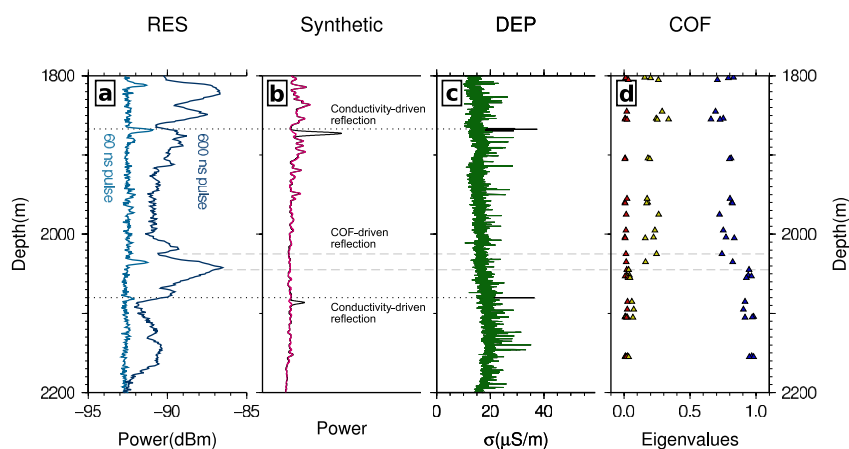 RES Synthetic DEP COF
1800 a b c d 1800
Conductivity-driven
reflection
60 ns pulse
600 ns pulse
Depth(m)
2000
COF-driven
reflection
2000
Depth(m)
Conductivity-driven
reflection
2200 2200
−95 −90 −85 0 20 40 0.0 0.5 1.0
Power(dBm) Power σ(μS/m) Eigenvalues